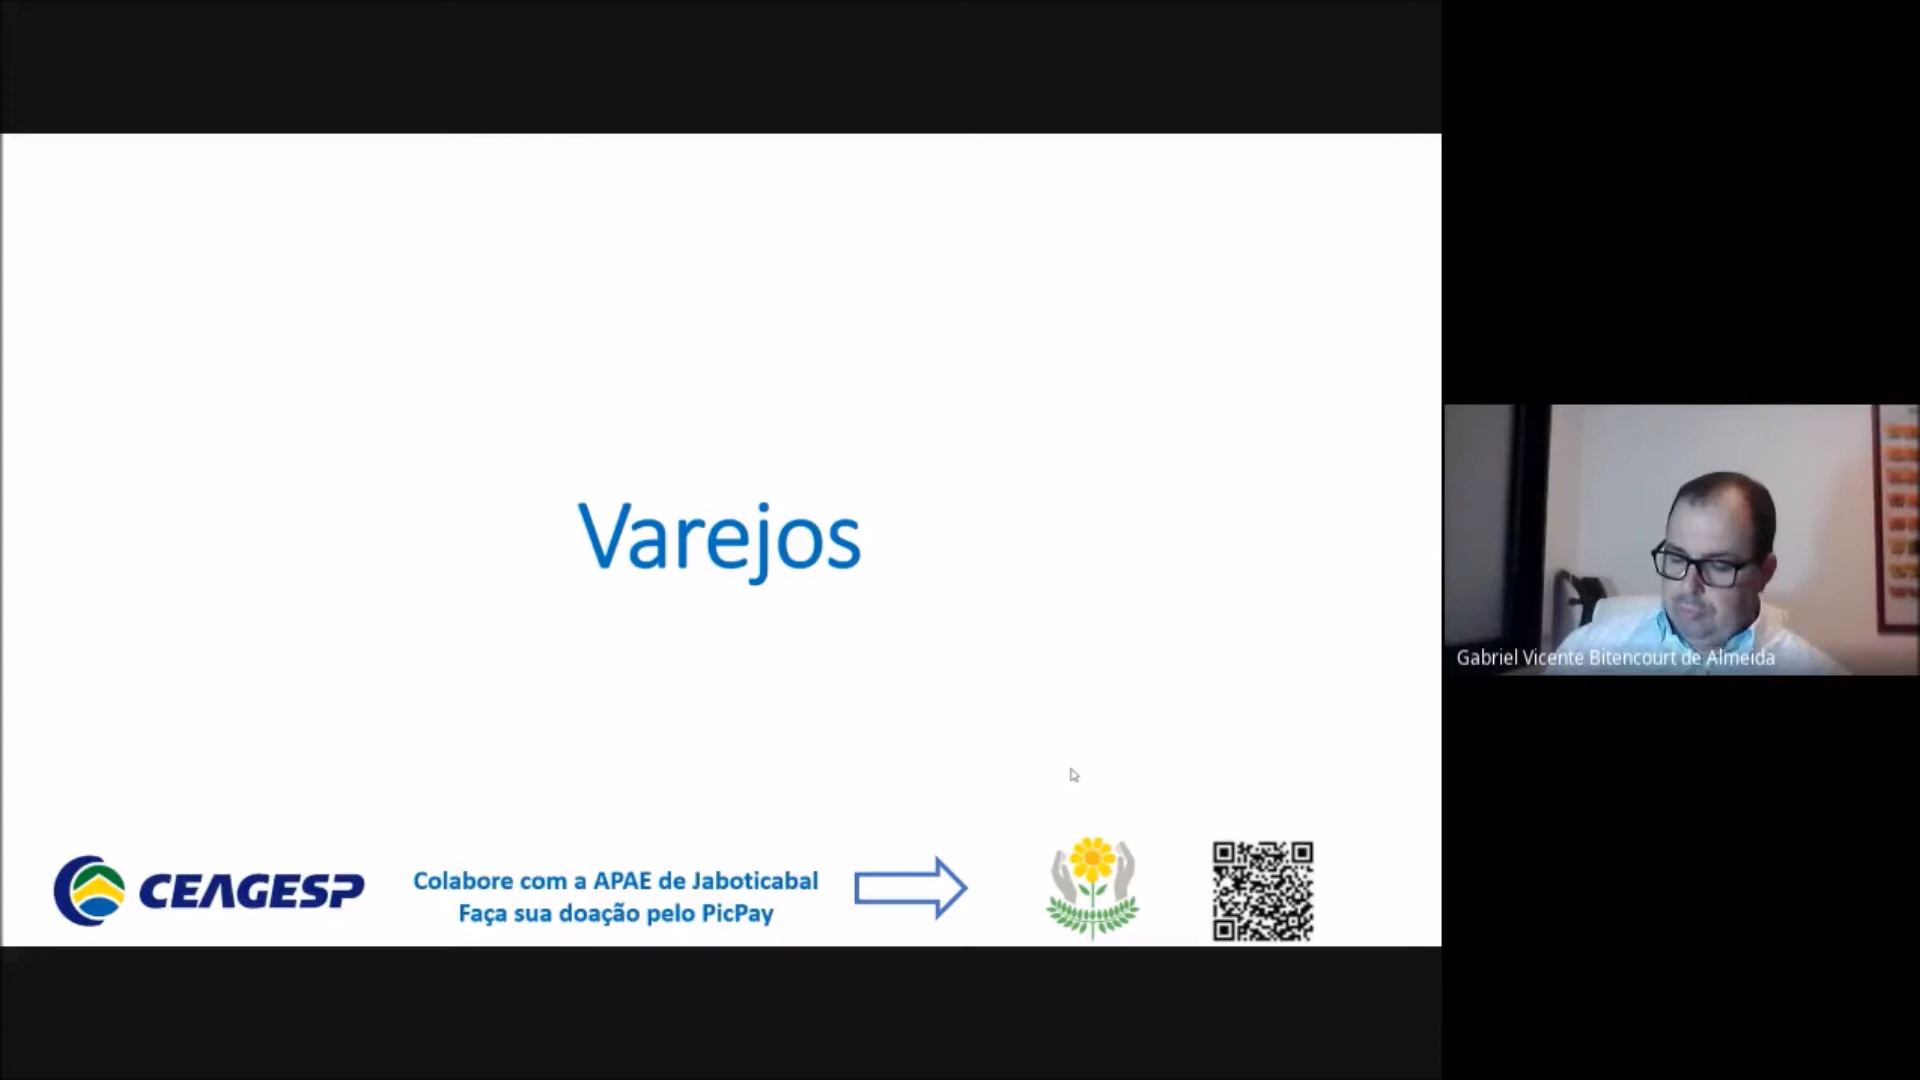 Varejos
CEAGESP
Colabore com a APAE de Jaboticabal
Faça sua doação pelo PicPay
Gabriel Vicente Bitencourt de Almeida